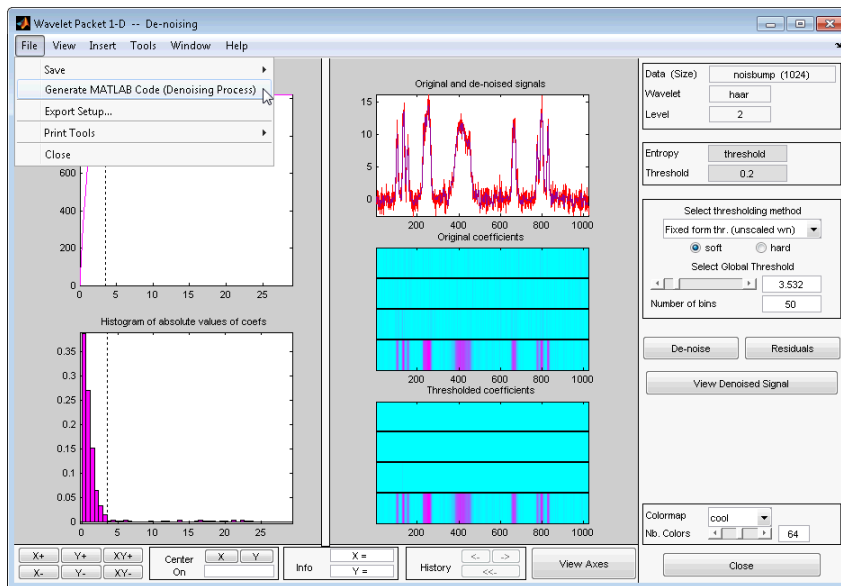 Wavelet Packet 1-D -- De-noising
File View Insert Tools Window Help
Save
Generate MATLAB Code (Denoising Process)
Export Setup...
Print Tools
Close
600
400
200
0
0 5 10 15 20 25
Histogram of absolute values of coefs
0.35
0.3
0.25
0.2
0.15
0.1
0.05
0
0 5 10 15 20 25
Original and de-noised signals
15
10
5
0
200 400 600 800 1000
Original coefficients
200 400 600 800 1000
Thresholded coefficients
200 400 600 800 1000
Data (Size) noisbump (1024)
Wavelet haar
Level 2
Entropy threshold
Threshold 0.2
Select thresholding method
Fixed form thr. (unscaled wn)
soft hard
Select Global Threshold
3.532
Number of bins 50
De-noise Residuals
View Denoised Signal
Colormap cool
Nb. Colors 64
Close
X+ Y+ XY+
X- Y- XY-
Center On X Y
Info X =
Y =
History <- ->
<<-
View Axes